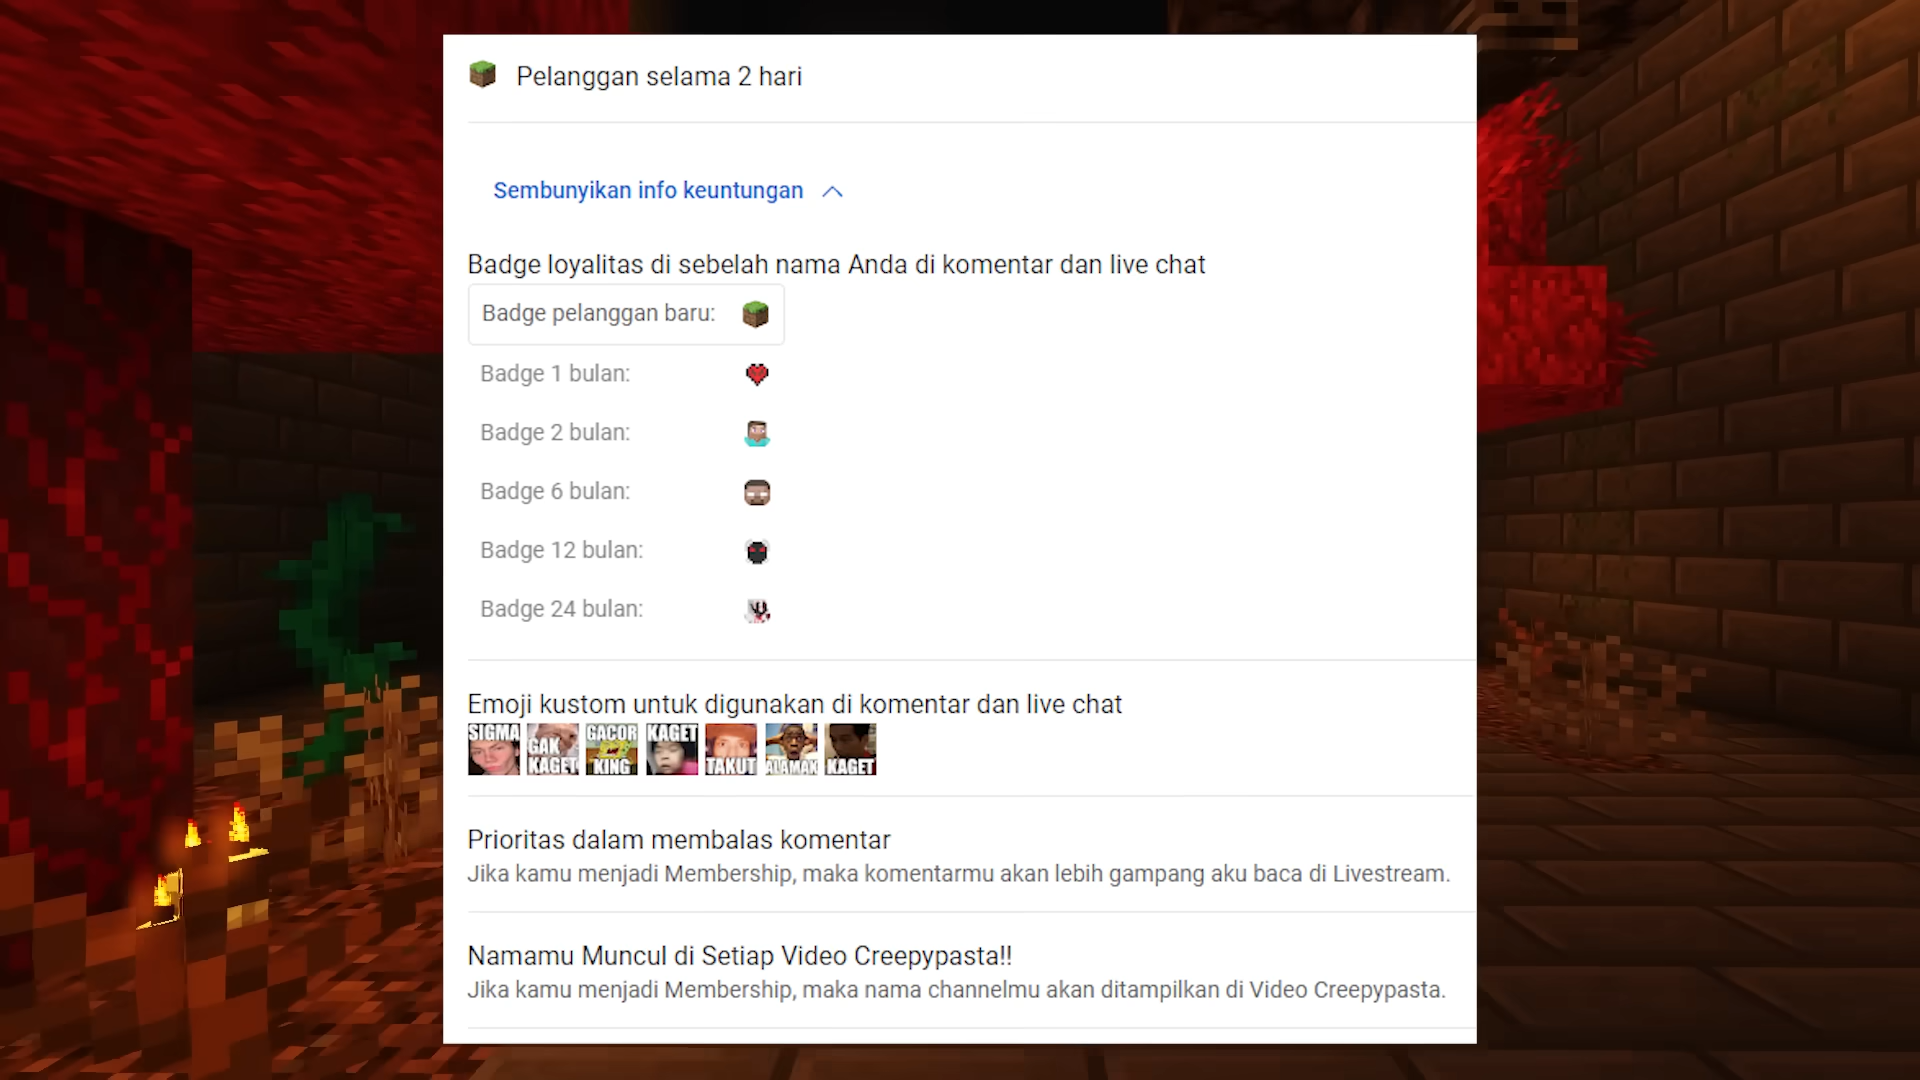 Pelanggan selama 2 hari
Sembunyikan info keuntungan
Badge loyalitas di sebelah nama Anda di komentar dan live chat
Badge pelanggan baru:
Badge 1 bulan:
Badge 2 bulan:
Badge 6 bulan:
Badge 12 bulan:
Badge 24 bulan:
Emoji kustom untuk digunakan di komentar dan live chat
SIGMA
GAK
KAGET
GACOR
KING
KAGET
TAKUT
ALAMAK
KAGET
Prioritas dalam membalas komentar
Jika kamu menjadi Membership, maka komentarmu akan lebih gampang aku baca di Livestream.
Namamu Muncul di Setiap Video Creepypasta!!
Jika kamu menjadi Membership, maka nama channelmu akan ditampilkan di Video Creepypasta.